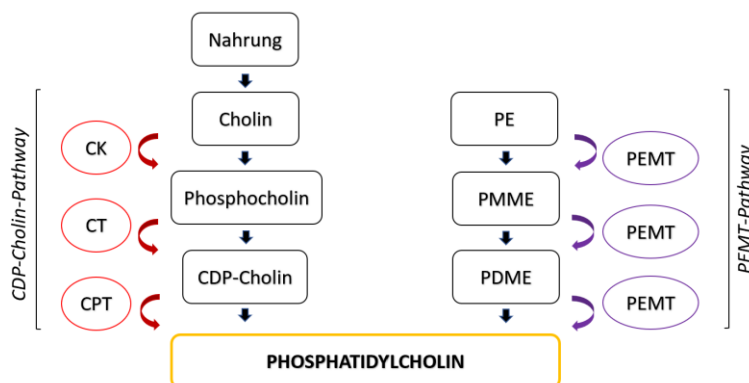 Nahrung
CDP-Cholin-Pathway
CK
Cholin
PE
PEMT
PEMT-Pathway
CT
Phosphocholin
PMME
PEMT
CPT
CDP-Cholin
PDME
PEMT
PHOSPHATIDYLCHOLIN